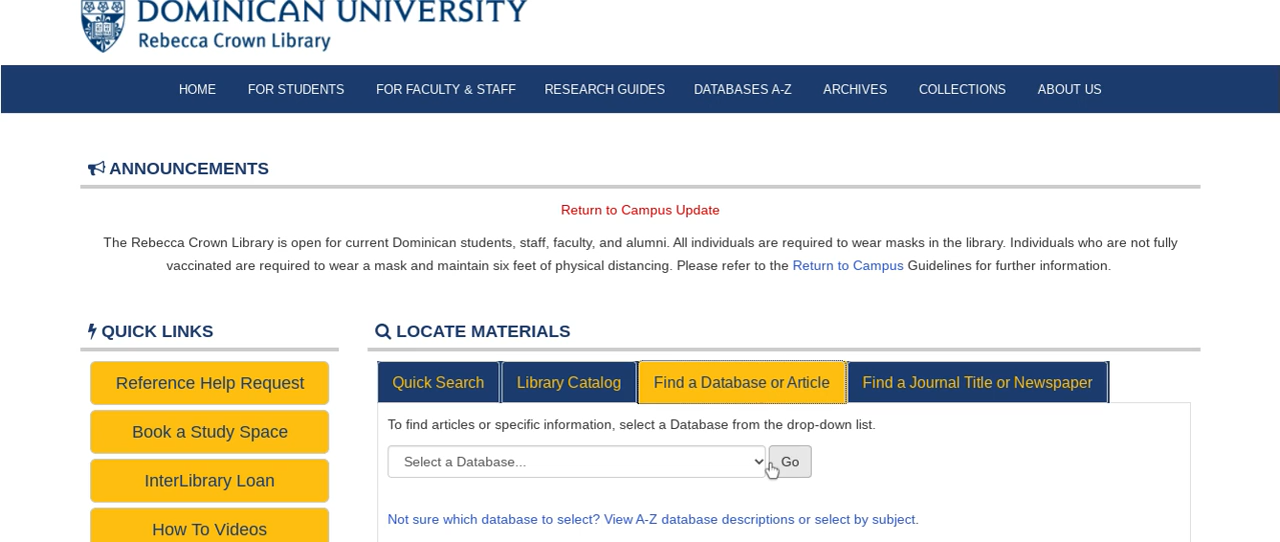 DOMINICAN UNIVERSITY
Rebecca Crown Library
HOME FOR STUDENTS FOR FACULTY & STAFF RESEARCH GUIDES DATABASES A-Z ARCHIVES COLLECTIONS ABOUT US
ANNOUNCEMENTS
Return to Campus Update
The Rebecca Crown Library is open for current Dominican students, staff, faculty, and alumni. All individuals are required to wear masks in the library. Individuals who are not fully
vaccinated are required to wear a mask and maintain six feet of physical distancing. Please refer to the Return to Campus Guidelines for further information.
QUICK LINKS
Reference Help Request
Book a Study Space
InterLibrary Loan
How To Videos
LOCATE MATERIALS
Quick Search Library Catalog Find a Database or Article Find a Journal Title or Newspaper
To find articles or specific information, select a Database from the drop-down list.
Select a Database... Go
Not sure which database to select? View A-Z database descriptions or select by subject.